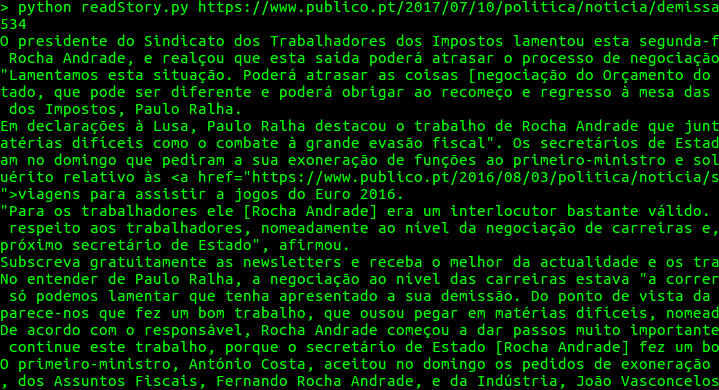 > python readStory.py https://www.publico.pt/2017/07/10/politica/noticia/demissa
534
O presidente do Sindicato dos Trabalhadores dos Impostos lamentou esta segunda-f
Rocha Andrade, e realçou que esta saída poderá atrasar o processo de negociação
"Lamentamos esta situação. Poderá atrasar as coisas [negociação do Orçamento do
tado, que pode ser diferente e poderá obrigar ao recomeço e regresso à mesa das
dos Impostos, Paulo Ralha.
Em declarações à Lusa, Paulo Ralha destacou o trabalho de Rocha Andrade que junt
atérias difíceis como o combate à grande evasão fiscal". Os secretários de Estad
am no domingo que pediram a sua exoneração de funções ao primeiro-ministro e sol
uérito relativo às <a href="https://www.publico.pt/2016/08/03/politica/noticia/s
">viagens para assistir a jogos do Euro 2016.
"Para os trabalhadores ele [Rocha Andrade] era um interlocutor bastante válido.
respeito aos trabalhadores, nomeadamente ao nível da negociação de carreiras e,
próximo secretário de Estado", afirmou.
Subscreva gratuitamente as newsletters e receba o melhor da actualidade e os tra
No entender de Paulo Ralha, a negociação ao nível das carreiras estava "a correr
só podemos lamentar que tenha apresentado a sua demissão. Do ponto de vista da
parece-nos que fez um bom trabalho, que ousou pegar em matérias difíceis, nomead
De acordo com o responsável, Rocha Andrade começou a dar passos muito importante
continue este trabalho, porque o secretário de Estado [Rocha Andrade] fez um bo
O primeiro-ministro, António Costa, aceitou no domingo os pedidos de exoneração
, dos Assuntos Fiscais, Fernando Rocha Andrade, e da Indústria, João Vasconcelos